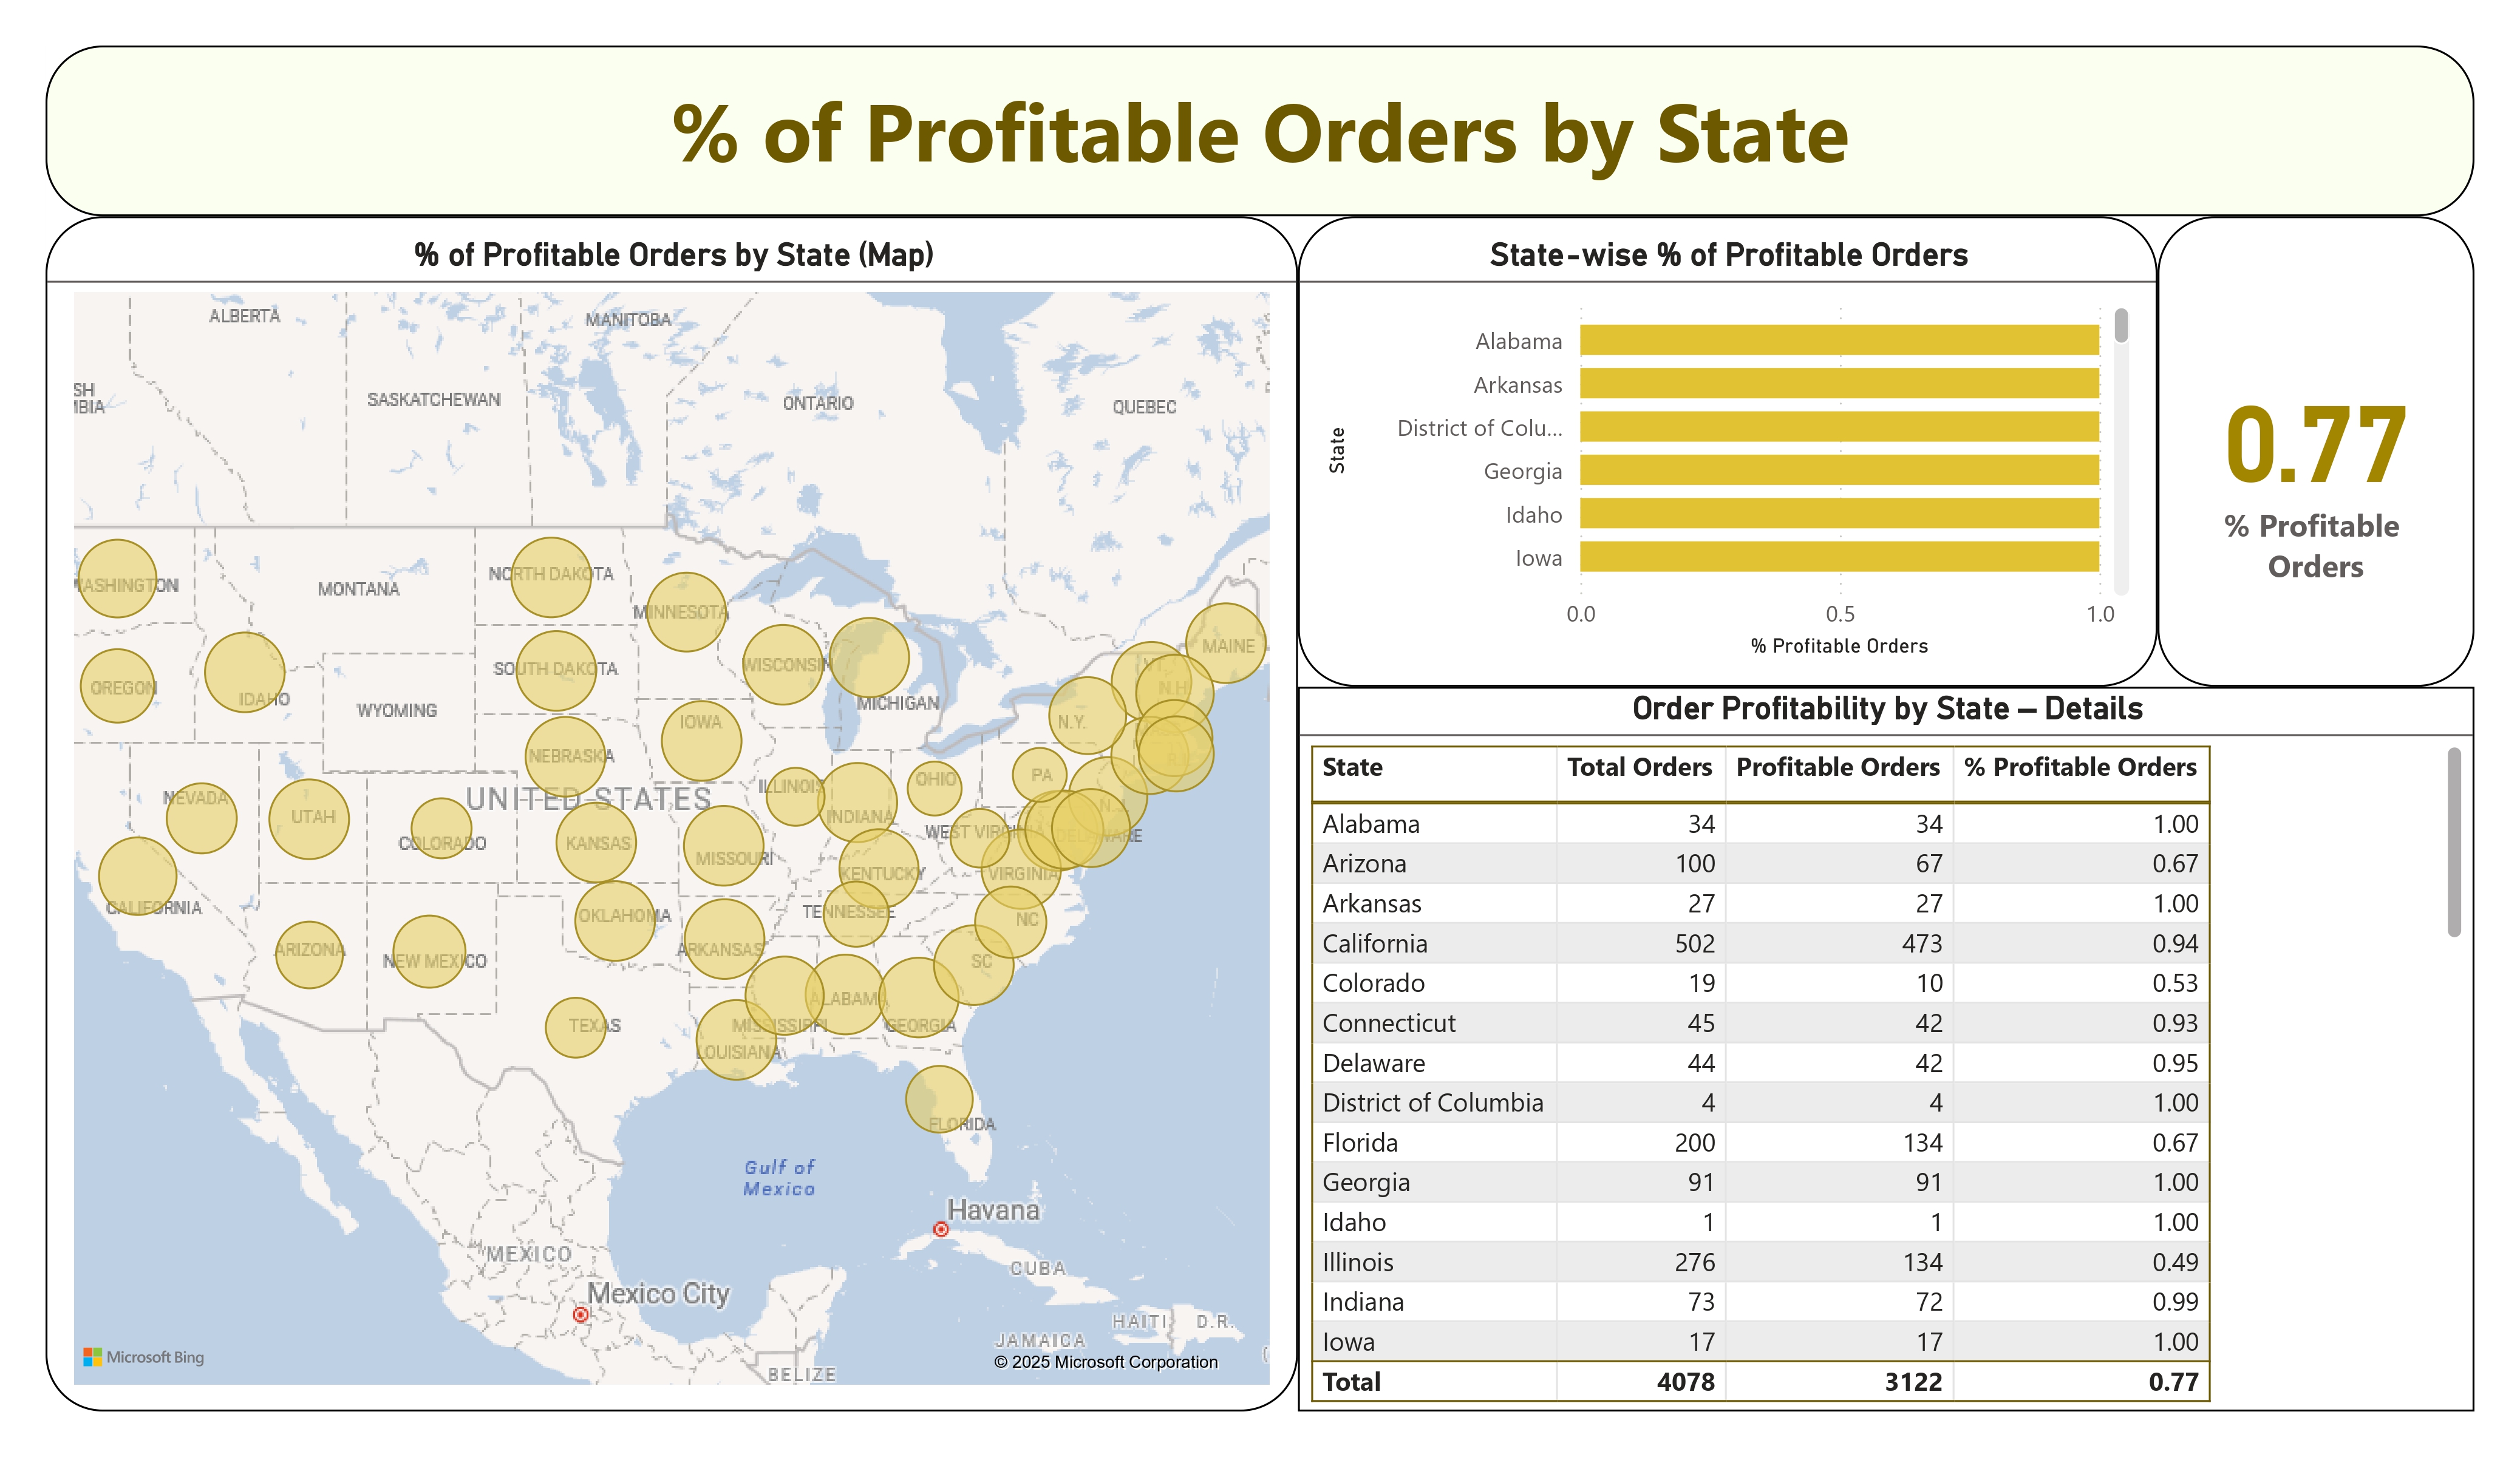 % of Profitable Orders by State
% of Profitable Orders by State (Map)
ALBERTA
MANITOBA
SH
MBIA
SASKATCHEWAN
ONTARIO
QUEBEC
WASHINGTON
MONTANA
NORTH DAKOTA
MINNESOTA
MAINE
OREGON
IDAHO
WYOMING
SOUTH DAKOTA
WISCONSIN
MICHIGAN
VT.
N.H.
N.Y.
IOWA
NEBRASKA
R.I.
NEVADA
UTAH
UNITED STATES
ILLINOIS
INDIANA
OHIO
PA
N.J.
COLORADO
KANSAS
MISSOURI
KENTUCKY
WEST VIRGINIA
DELAWARE
VIRGINIA
CALIFORNIA
ARIZONA
NEW MEXICO
OKLAHOMA
ARKANSAS
TENNESSEE
NC
SC
TEXAS
MISSISSIPPI
ALABAMA
GEORGIA
LOUISIANA
FLORIDA
Gulf of
Mexico
Havana
MEXICO
CUBA
Mexico City
HAITI
D.R.
JAMAICA
BELIZE
Microsoft Bing
© 2025 Microsoft Corporation
State-wise % of Profitable Orders
State
Alabama
Arkansas
District of Colu...
Georgia
Idaho
Iowa
0.0 0.5 1.0
% Profitable Orders
0.77
% Profitable
Orders
Order Profitability by State – Details
State Total Orders Profitable Orders % Profitable Orders
Alabama 34 34 1.00
Arizona 100 67 0.67
Arkansas 27 27 1.00
California 502 473 0.94
Colorado 19 10 0.53
Connecticut 45 42 0.93
Delaware 44 42 0.95
District of Columbia 4 4 1.00
Florida 200 134 0.67
Georgia 91 91 1.00
Idaho 1 1 1.00
Illinois 276 134 0.49
Indiana 73 72 0.99
Iowa 17 17 1.00
Total 4078 3122 0.77